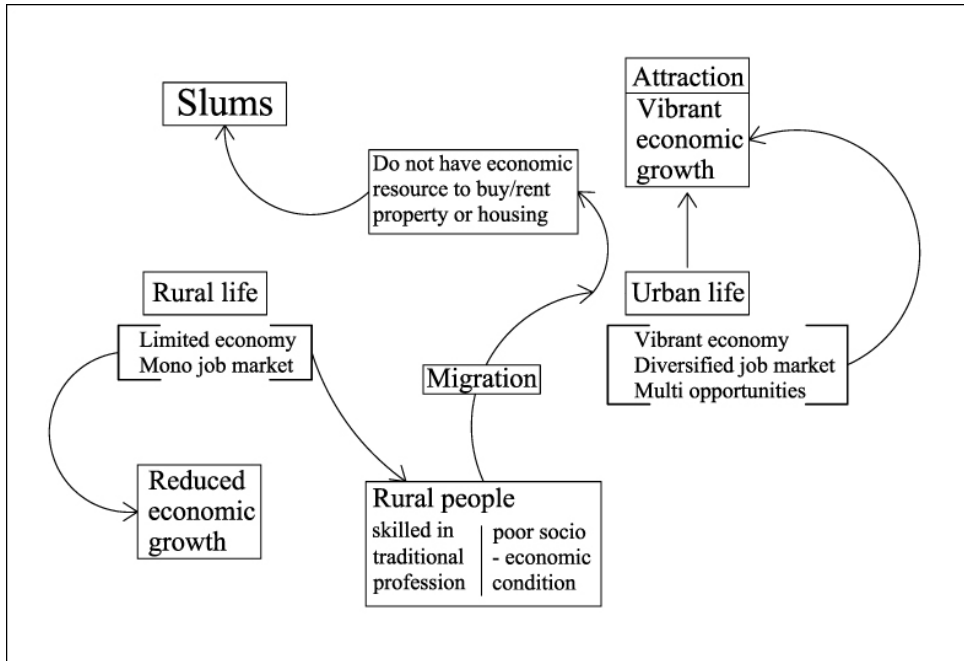 Slums
Do not have economic
resource to buy/rent
property or housing
Attraction
Vibrant
economic
growth
Rural life
Limited economy
Mono job market
Urban life
Vibrant economy
Diversified job market
Multi opportunities
Migration
Reduced
economic
growth
Rural people
skilled in
traditional
profession
poor socio
- economic
condition